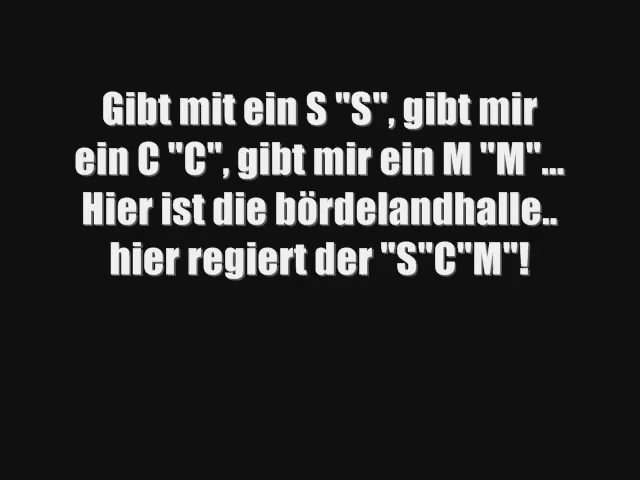 Gibt mit ein S "S", gibt mir
ein C "C", gibt mir ein M "M"...
Hier ist die bördelandhalle..
hier regiert der "S"C"M"!